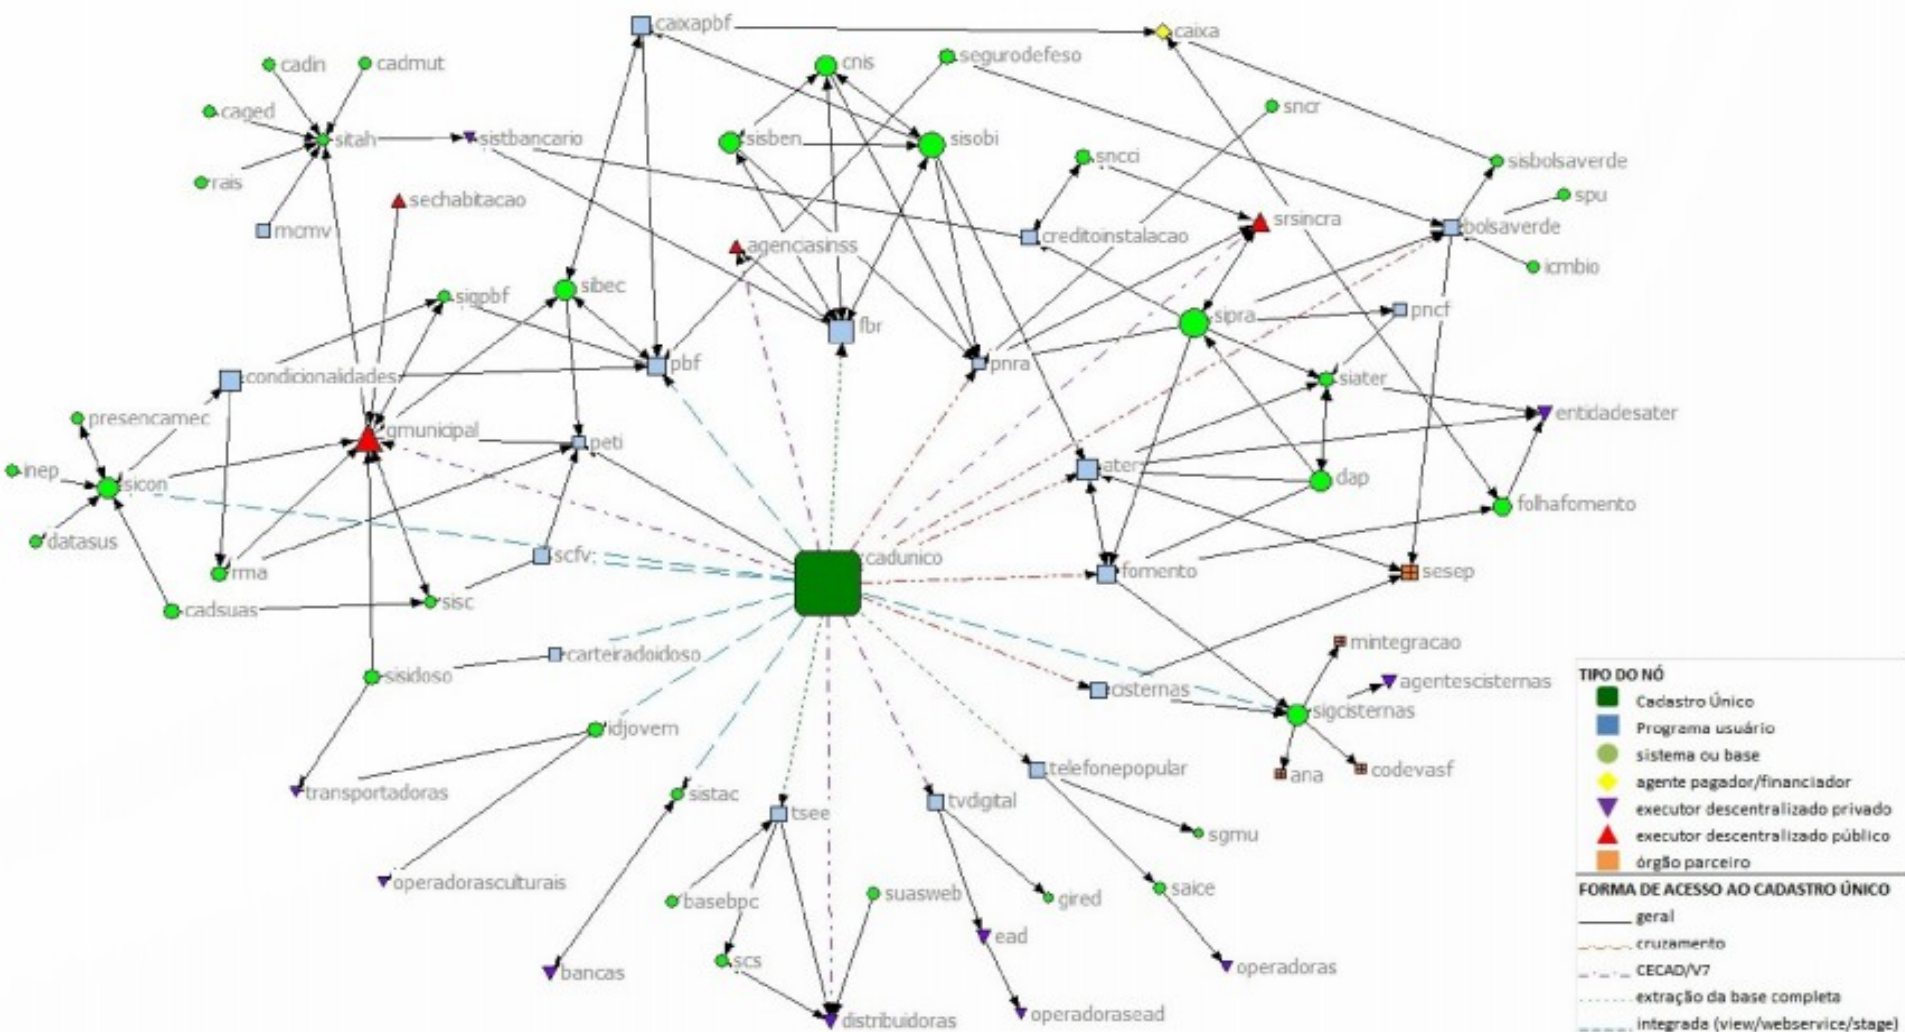 caixapbf
caixa
cadin
cadmut
cnis
segurodefeso
caged
sncr
sitah
sistbancario
sisben
sisobi
sncci
sisbolsaverde
rais
spu
sechabitacao
mcmv
agenciasinss
creditoinstalacao
srsincra
bolsaverde
icmbio
sigpbf
sibec
fbr
sipra
pncf
condicionalidades
pbf
pnra
siater
presencamec
gmunicipal
peti
entidadesater
inep
sicon
ater
dap
folhafomento
datasus
rma
scfv
cadunico
fomento
sesep
cadsuas
sisc
carteiradoidoso
mintegracao
sisidoso
cisternas
agentescisternas
sigcisternas
idjovem
ana
codevasf
transportadoras
sistac
tsee
tvdigital
telefonepopular
sgmu
operadorasculturais
basebpc
suasweb
gired
saice
bancas
scs
ead
operadoras
distribuidoras
operadorasead
TIPO DO NÓ
Cadastro Único
Programa usuário
sistema ou base
agente pagador/financiador
executor descentralizado privado
executor descentralizado público
órgão parceiro
FORMA DE ACESSO AO CADASTRO ÚNICO
geral
cruzamento
CECAD/V7
extração da base completa
integrada (view/webservice/stage)